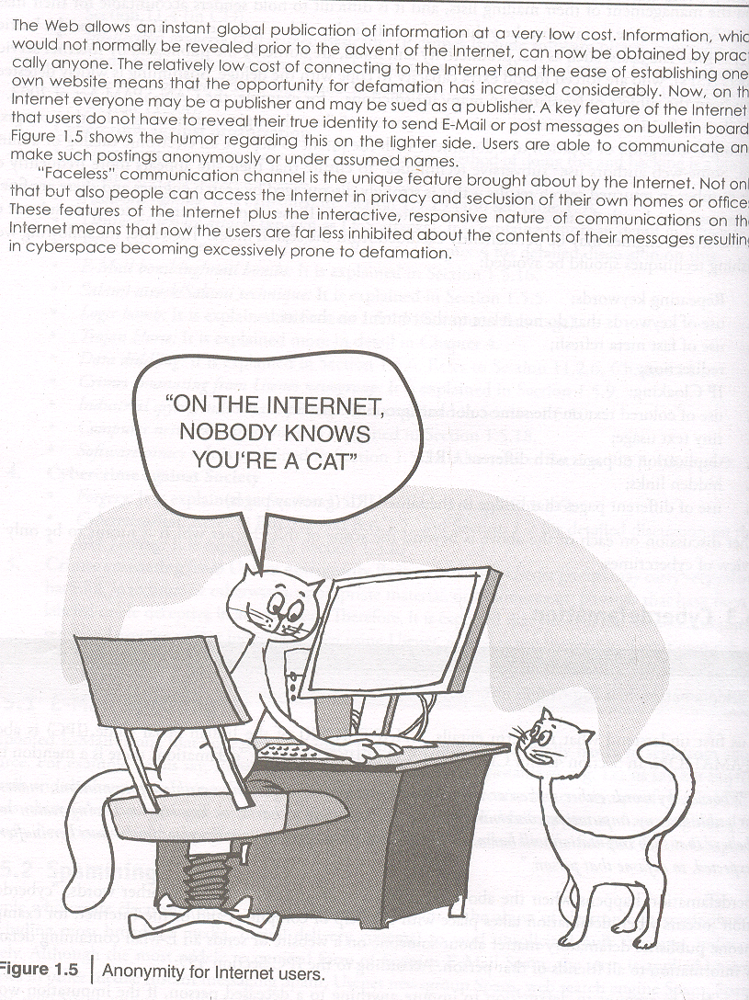 The Web allows an instant global publication of information at a very low cost. Information, whic
would not normally be revealed prior to the advent of the Internet, can now be obtained by prac
cally anyone. The relatively low cost of connecting to the Internet and the ease of establishing one
own website means that the opportunity for defamation has increased considerably. Now, on th
Internet everyone may be a publisher and may be sued as a publisher. A key feature of the Internet
that users do not have to reveal their true identity to send E-Mail or post messages on bulletin board
Figure 1.5 shows the humor regarding this on the lighter side. Users are able to communicate an
make such postings anonymously or under assumed names.
"Faceless" communication channel is the unique feature brought about by the Internet. Not onl
that but also people can access the Internet in privacy and seclusion of their own homes or office
These features of the Internet plus the interactive, responsive nature of communications on th
Internet means that now the users are far less inhibited about the contents of their messages resulting
in cyberspace becoming excessively prone to defamation.
"ON THE INTERNET,
NOBODY KNOWS
YOU'RE A CAT"
Figure 1.5 | Anonymity for Internet users.